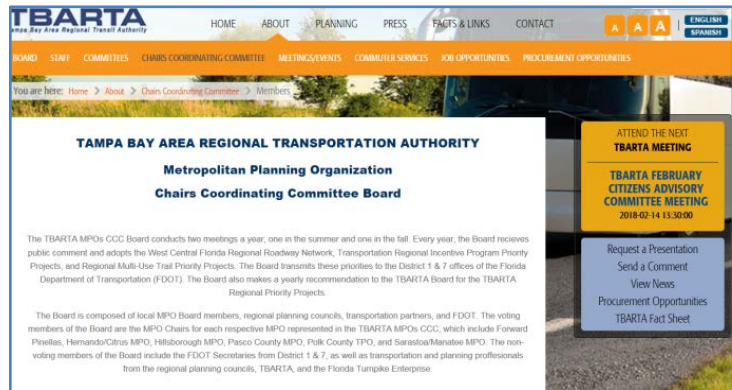 TBARTA
Tampa Bay Area Regional Transit Authority
HOME ABOUT PLANNING PRESS FACTS & LINKS CONTACT
A A A | ENGLISH
SPANISH
BOARD STAFF COMMITTEES CHAIRS COORDINATING COMMITTEE MEETINGS/EVENTS COMMUTER SERVICES JOB OPPORTUNITIES PROCUREMENT OPPORTUNITIES
You are here: Home > About > Chairs Coordinating Committee > Members
TAMPA BAY AREA REGIONAL TRANSPORTATION AUTHORITY
Metropolitan Planning Organization
Chairs Coordinating Committee Board
The TBARTA MPOs CCC Board conducts two meetings a year, one in the summer and one in the fall. Every year, the Board recieves
public comment and adopts the West Central Florida Regional Roadway Network, Transportation Regional Incentive Program Priority
Projects, and Regional Multi-Use Trail Priority Projects. The Board transmits these priorities to the District 1 & 7 offices of the Florida
Department of Transportation (FDOT). The Board also makes a yearly recommendation to the TBARTA Board for the TBARTA
Regional Priority Projects.
The Board is composed of local MPO Board members, regional planning councils, transportation partners, and FDOT. The voting
members of the Board are the MPO Chairs for each respective MPO represented in the TBARTA MPOs CCC, which include Forward
Pinellas, Hernando/Citrus MPO, Hillsborough MPO, Pasco County MPO, Polk County TPO, and Sarastoa/Manatee MPO. The non-
voting members of the Board include the FDOT Secretaries from District 1 & 7, as well as transportation and planning proffesionals
from the regional planning councils, TBARTA, and the Florida Turnpike Enterprise.
ATTEND THE NEXT
TBARTA MEETING
TBARTA FEBRUARY
CITIZENS ADVISORY
COMMITTEE MEETING
2018-02-14 13:30:00
Request a Presentation
Send a Comment
View News
Procurement Opportunities
TBARTA Fact Sheet